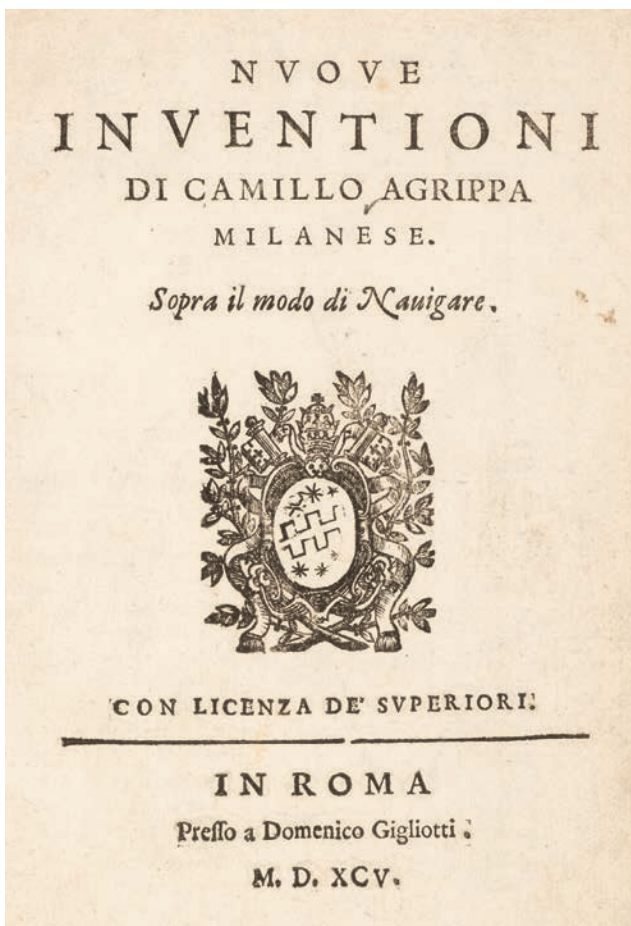 NVOVE
INVENTIONI
DI CAMILLO AGRIPPA
MILANESE.
Sopra il modo di Nauigare.
CON LICENZA DE' SVPERIORI.
IN ROMA
Preſſo a Domenico Gigliotti.
M. D. XCV.